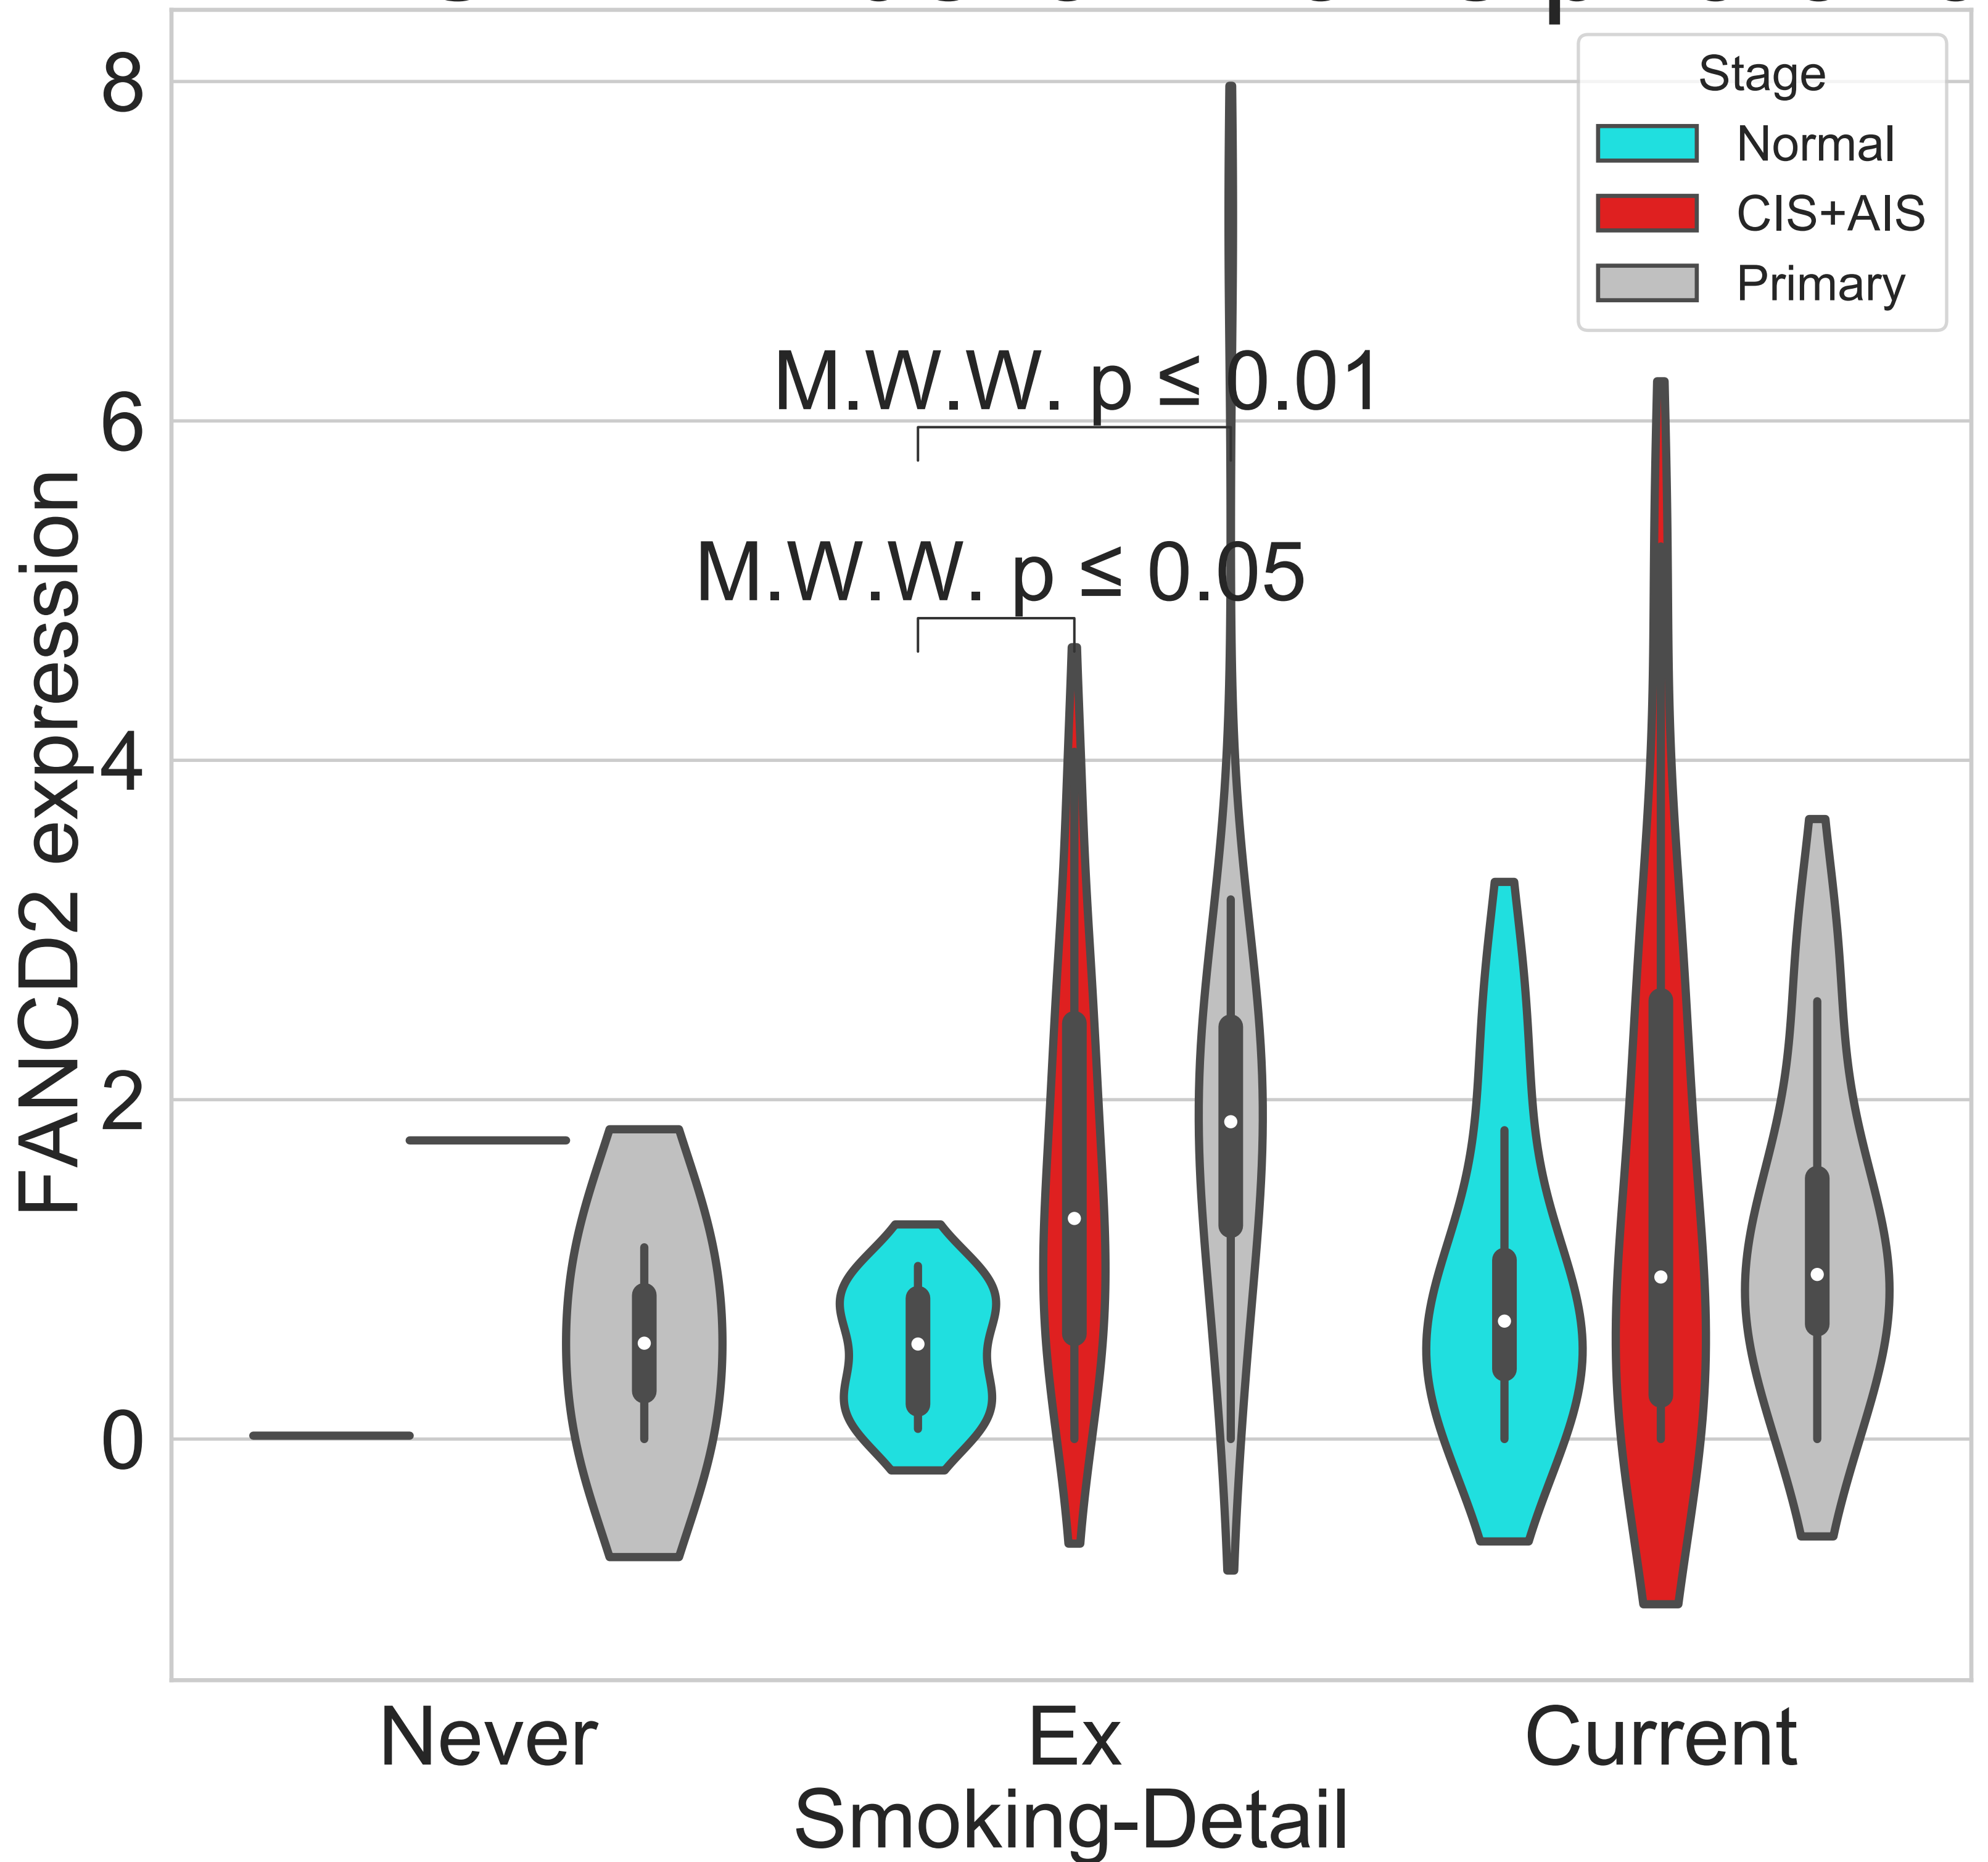 8
6
4
2
0
FANCD2 expression
Stage
Normal
CIS+AIS
Primary
M.W.W. p ≤ 0.01
M.W.W. p ≤ 0.05
Never
Ex
Current
Smoking-Detail